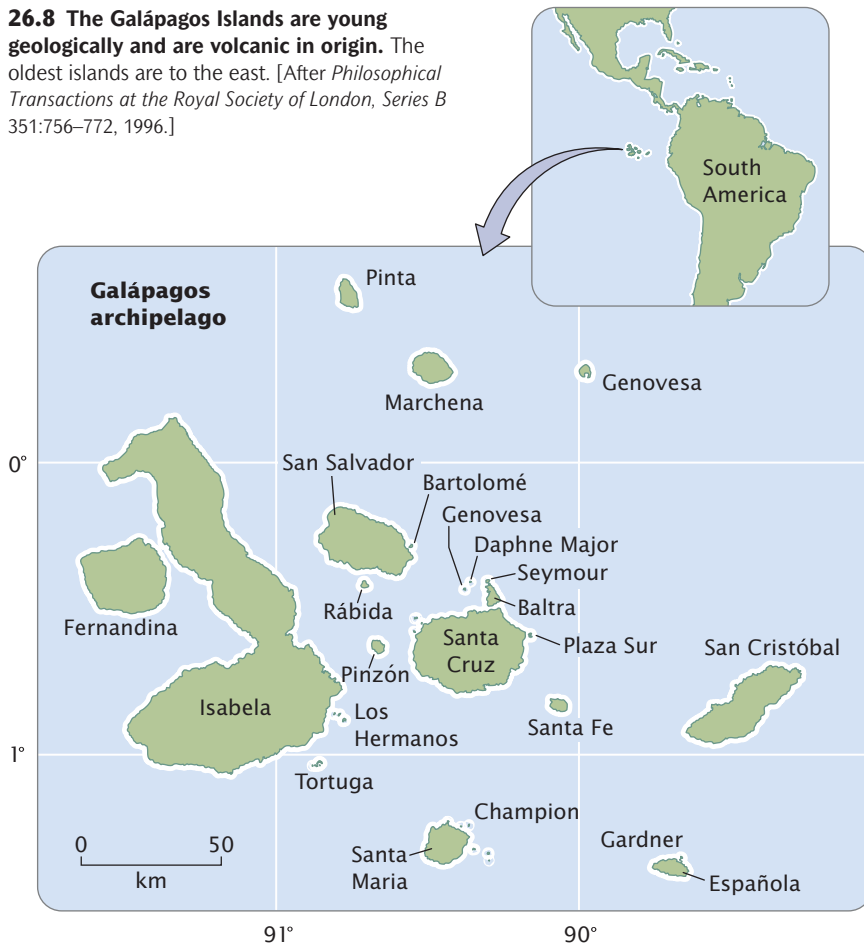 26.8 The Galápagos Islands are young
geologically and are volcanic in origin. The
oldest islands are to the east. [After Philosophical
Transactions at the Royal Society of London, Series B
351:756–772, 1996.]
South
America
Galápagos
archipelago
Pinta
Marchena
Genovesa
0°
San Salvador
Bartolomé
Genovesa
Daphne Major
Seymour
Baltra
Rábida
Fernandina
Santa
Cruz
Plaza Sur
San Cristóbal
Pinzón
Isabela
Los
Hermanos
Santa Fe
1°
Tortuga
Champion
0 50
km
Santa
Maria
Gardner
Española
91° 90°